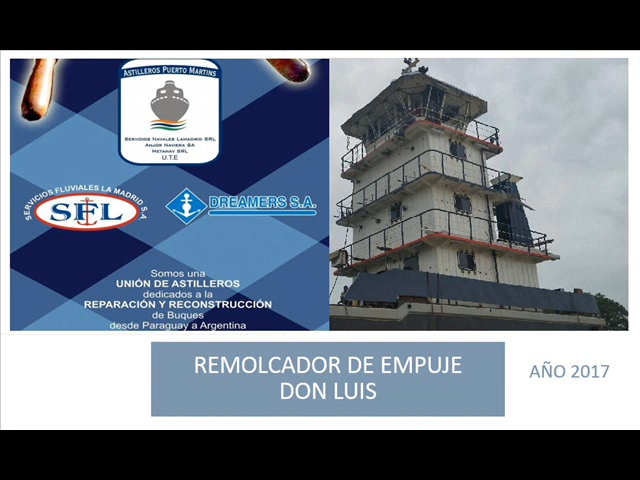 ASTILLEROS PUERTO MARTINS
SERVICIOS NAVALES LAMADRID SRL
ANJOR NAVIERA SA
METANAV SRL
U.T.E
SERVICIOS FLUVIALES LA MADRID S.A
SFL
DREAMERS S.A.
Somos una
UNIÓN DE ASTILLEROS
dedicados a la
REPARACIÓN Y RECONSTRUCCIÓN
de Buques
desde Paraguay a Argentina
REMOLCADOR DE EMPUJE
DON LUIS
AÑO 2017